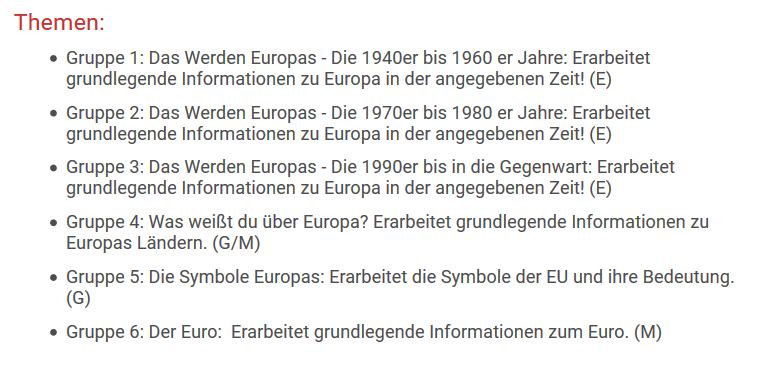 Themen:
Gruppe 1: Das Werden Europas - Die 1940er bis 1960 er Jahre: Erarbeitet
grundlegende Informationen zu Europa in der angegebenen Zeit! (E)
Gruppe 2: Das Werden Europas - Die 1970er bis 1980 er Jahre: Erarbeitet
grundlegende Informationen zu Europa in der angegebenen Zeit! (E)
Gruppe 3: Das Werden Europas - Die 1990er bis in die Gegenwart: Erarbeitet
grundlegende Informationen zu Europa in der angegebenen Zeit! (E)
Gruppe 4: Was weißt du über Europa? Erarbeitet grundlegende Informationen zu
Europas Ländern. (G/M)
Gruppe 5: Die Symbole Europas: Erarbeitet die Symbole der EU und ihre Bedeutung.
(G)
Gruppe 6: Der Euro:  Erarbeitet grundlegende Informationen zum Euro. (M)